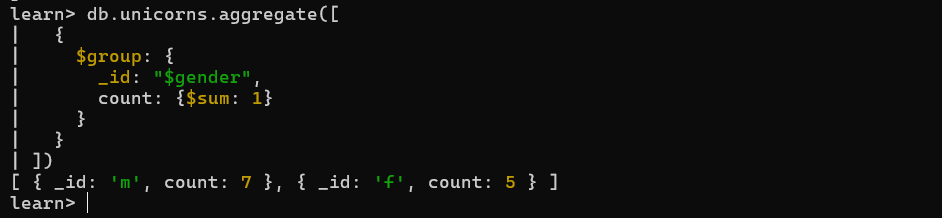 learn> db.unicorns.aggregate([
|   {
|     $group: {
|       _id: "$gender",
|       count: {$sum: 1}
|     }
|   }
| ])
[ { _id: 'm', count: 7 }, { _id: 'f', count: 5 } ]
learn>